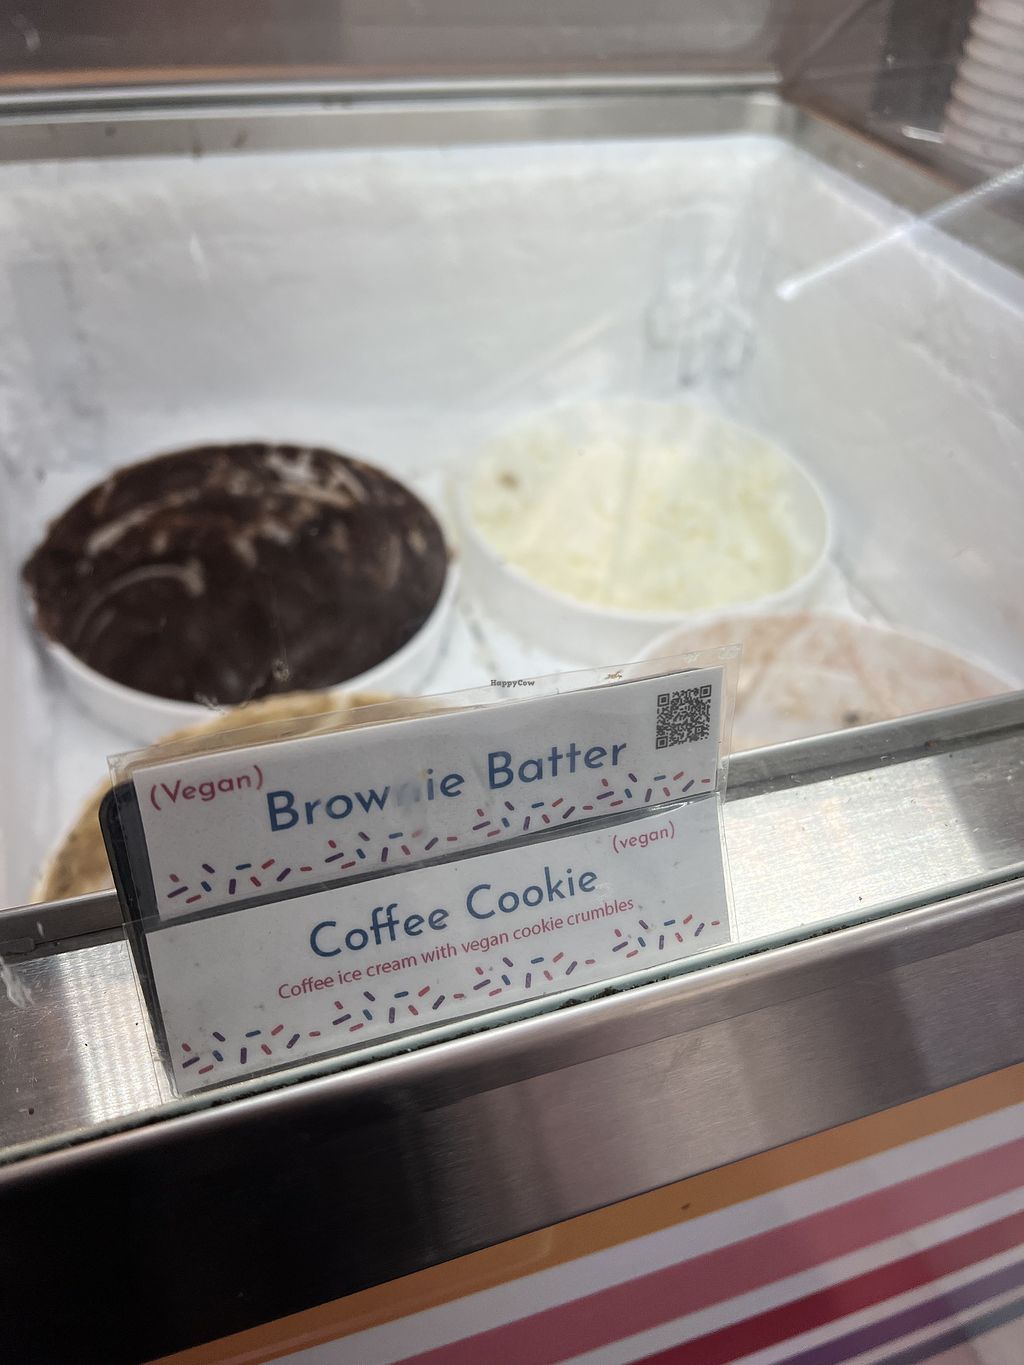 HappyCow
(Vegan)
Brownie Batter
(vegan)
Coffee Cookie
Coffee ice cream with vegan cookie crumbles